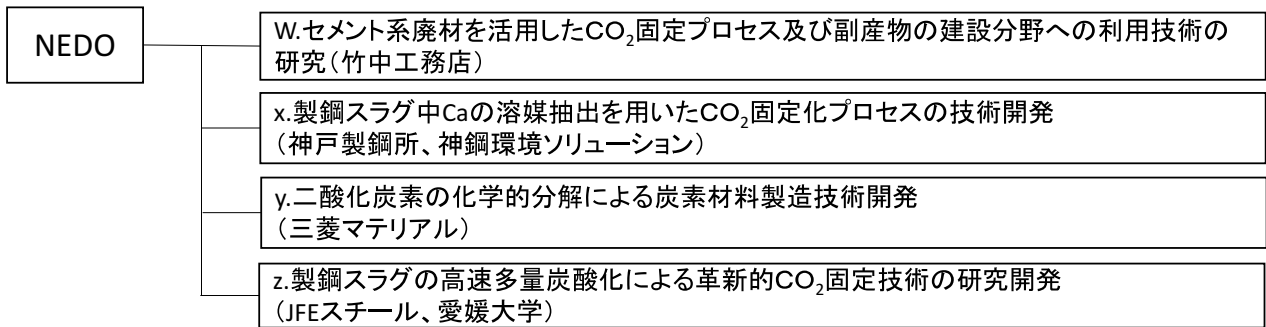 NEDO
W.セメント系廃材を活用したCO₂固定プロセス及び副産物の建設分野への利用技術の
研究(竹中工務店)
x.製鋼スラグ中Caの溶媒抽出を用いたCO₂固定化プロセスの技術開発
(神戸製鋼所、神鋼環境ソリューション)
y.二酸化炭素の化学的分解による炭素材料製造技術開発
(三菱マテリアル)
z.製鋼スラグの高速多量炭酸化による革新的CO₂固定技術の研究開発
(JFEスチール、愛媛大学)